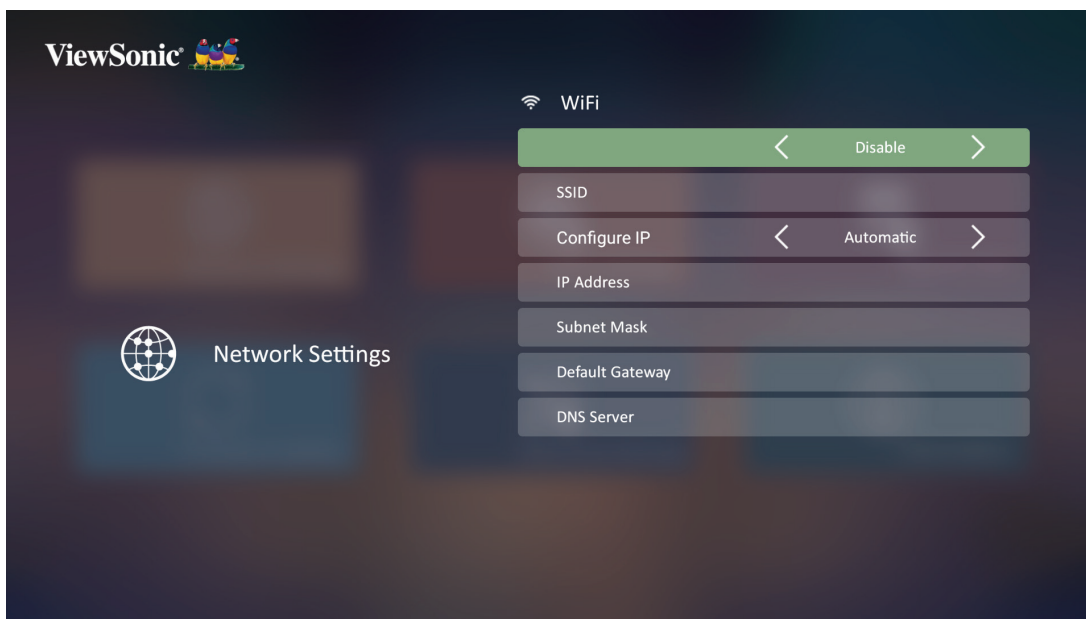 ViewSonic®
WiFi
Disable
SSID
Configure IP Automatic
IP Address
Subnet Mask
Network Settings
Default Gateway
DNS Server